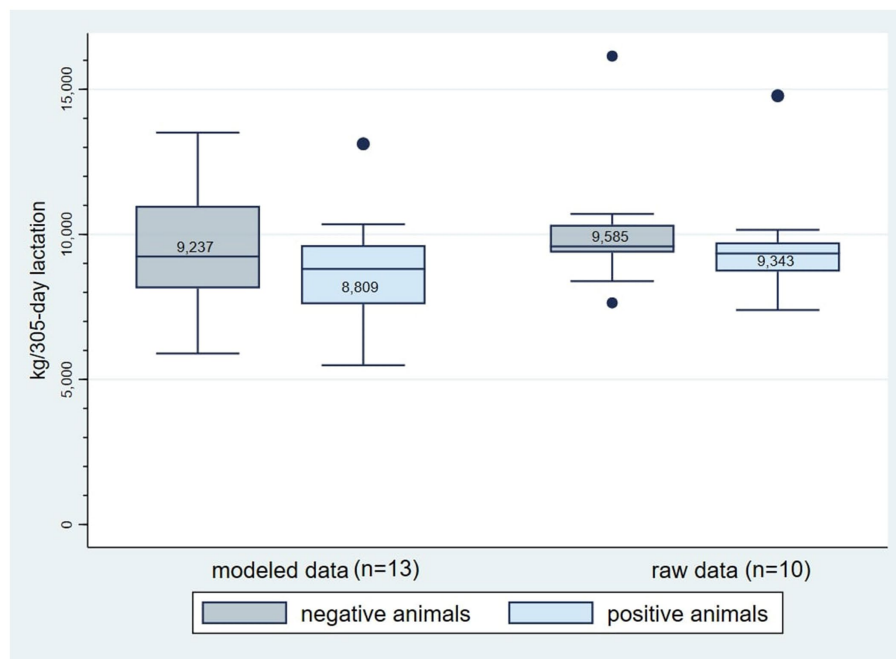 kg/305-day lactation
15,000
10,000
5,000
0
9,237
8,809
9,585
9,343
modeled data (n=13)
raw data (n=10)
negative animals
positive animals